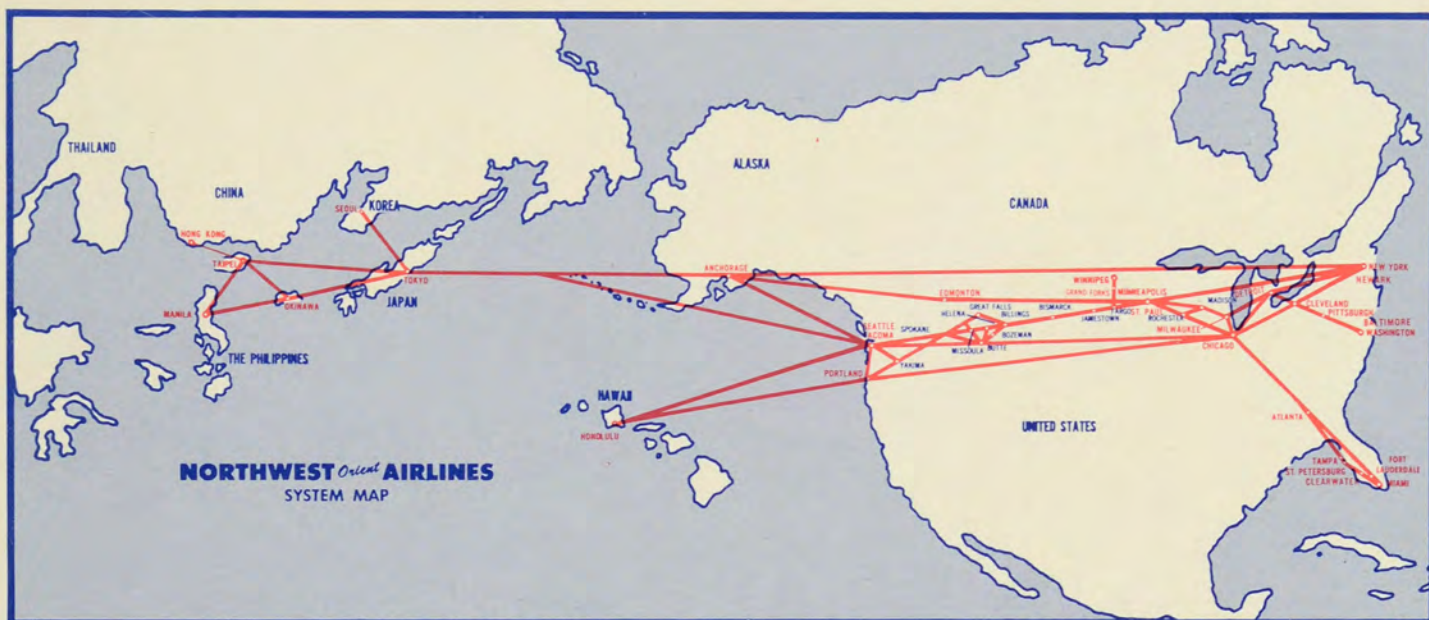 THAILAND
CHINA
SEOUL
KOREA
HONG KONG
TAIPEI
TOKYO
JAPAN
OKINAWA
MANILA
THE PHILIPPINES
NORTHWEST Orient AIRLINES
SYSTEM MAP
ALASKA
CANADA
ANCHORAGE
HAWAII
HONOLULU
EDMONTON
WINNIPEG
GRAND FORKS
MINNEAPOLIS
ST. PAUL
GREAT FALLS
HELENA
BILLINGS
BISMARCK
JAMESTOWN
FARGO
ROCHESTER
MADISON
DETROIT
NEW YORK
NEWARK
CLEVELAND
PITTSBURGH
BALTIMORE
WASHINGTON
SEATTLE
TACOMA
SPOKANE
MISSOULA
BUTTE
BOZEMAN
MILWAUKEE
CHICAGO
PORTLAND
YAKIMA
UNITED STATES
ATLANTA
TAMPA
ST. PETERSBURG
CLEARWATER
FORT
LAUDERDALE
MIAMI